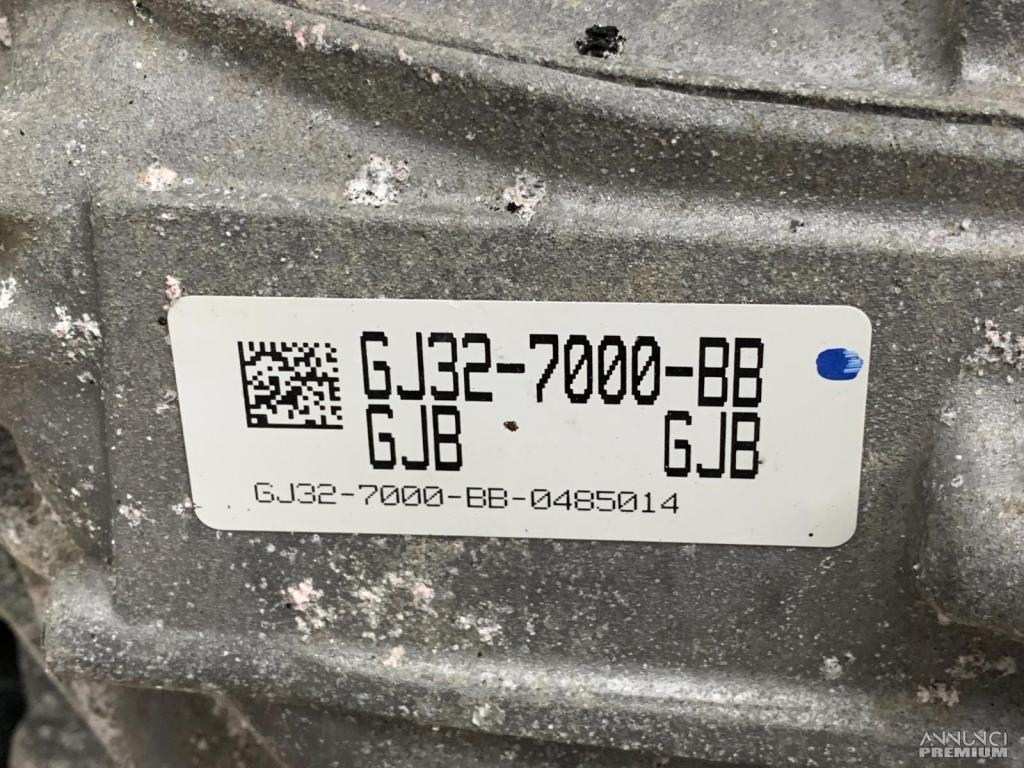 GJ32-7000-BB
GJB GJB
GJ32-7000-BB-0485014
ANNUNCI
PREMIUM